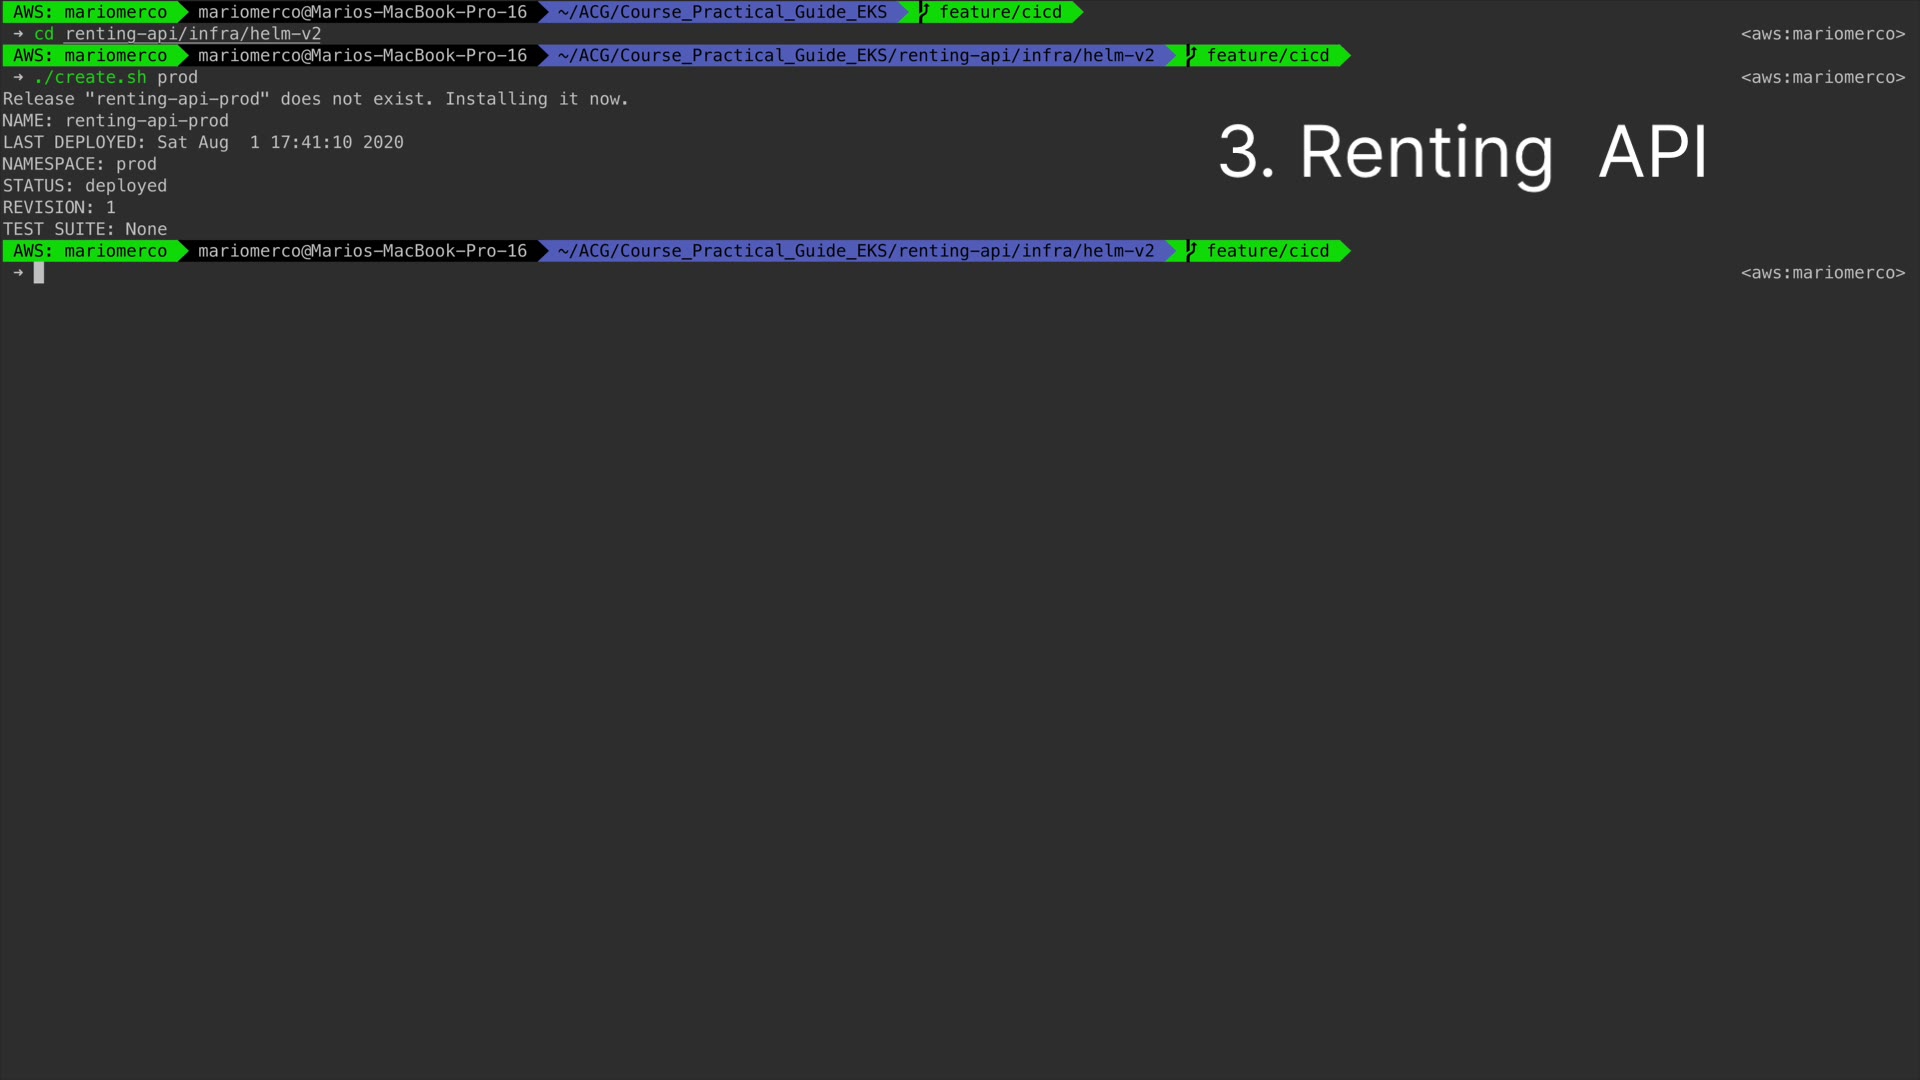 AWS: mariomerco mariomerco@Marios-MacBook-Pro-16 ~/ACG/Course_Practical_Guide_EKS feature/cicd
➜ cd renting-api/infra/helm-v2 <aws:mariomerco>
AWS: mariomerco mariomerco@Marios-MacBook-Pro-16 ~/ACG/Course_Practical_Guide_EKS/renting-api/infra/helm-v2 feature/cicd
➜ ./create.sh prod <aws:mariomerco>
Release "renting-api-prod" does not exist. Installing it now.
NAME: renting-api-prod
LAST DEPLOYED: Sat Aug  1 17:41:10 2020
NAMESPACE: prod
STATUS: deployed
REVISION: 1
TEST SUITE: None
3. Renting API
AWS: mariomerco mariomerco@Marios-MacBook-Pro-16 ~/ACG/Course_Practical_Guide_EKS/renting-api/infra/helm-v2 feature/cicd
➜ <aws:mariomerco>